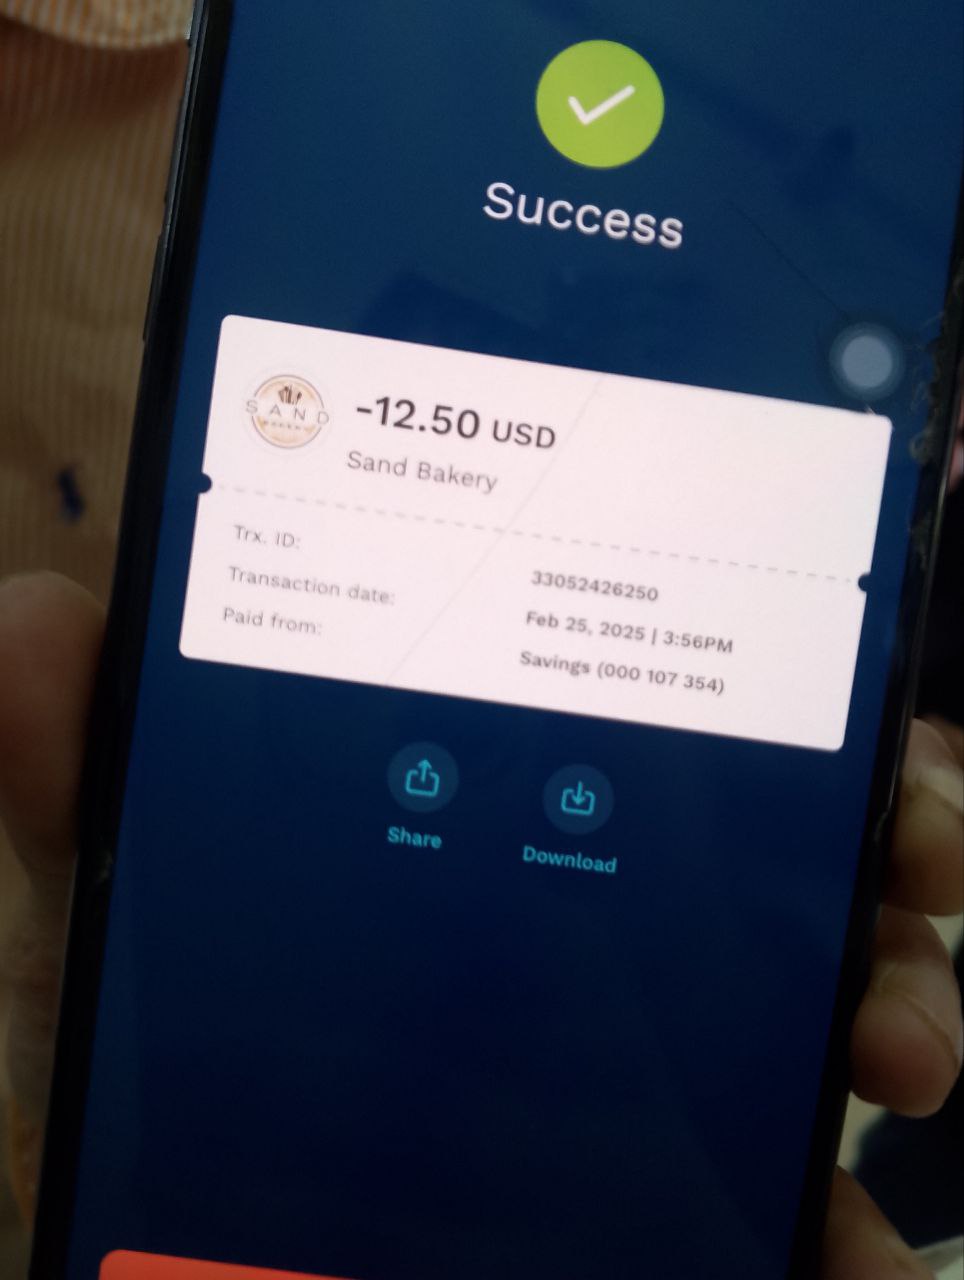 Success
SAND
-12.50 USD
Sand Bakery
Trx. ID: 33052426250
Transaction date: Feb 25, 2025 | 3:56PM
Paid from: Savings (000 107 354)
Share
Download